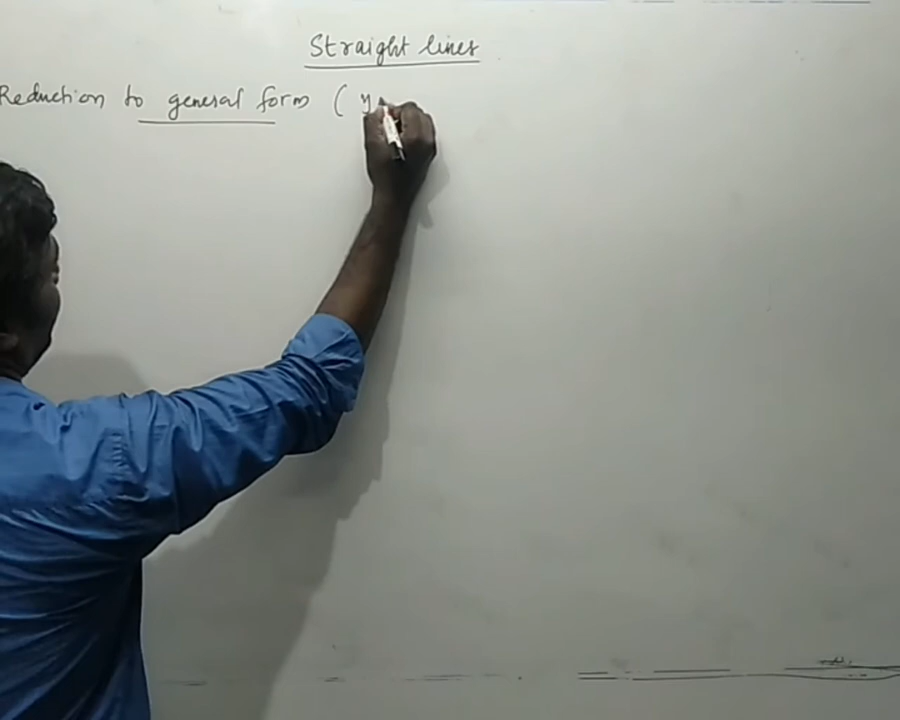 Straight lines
Reduction to general form ( y